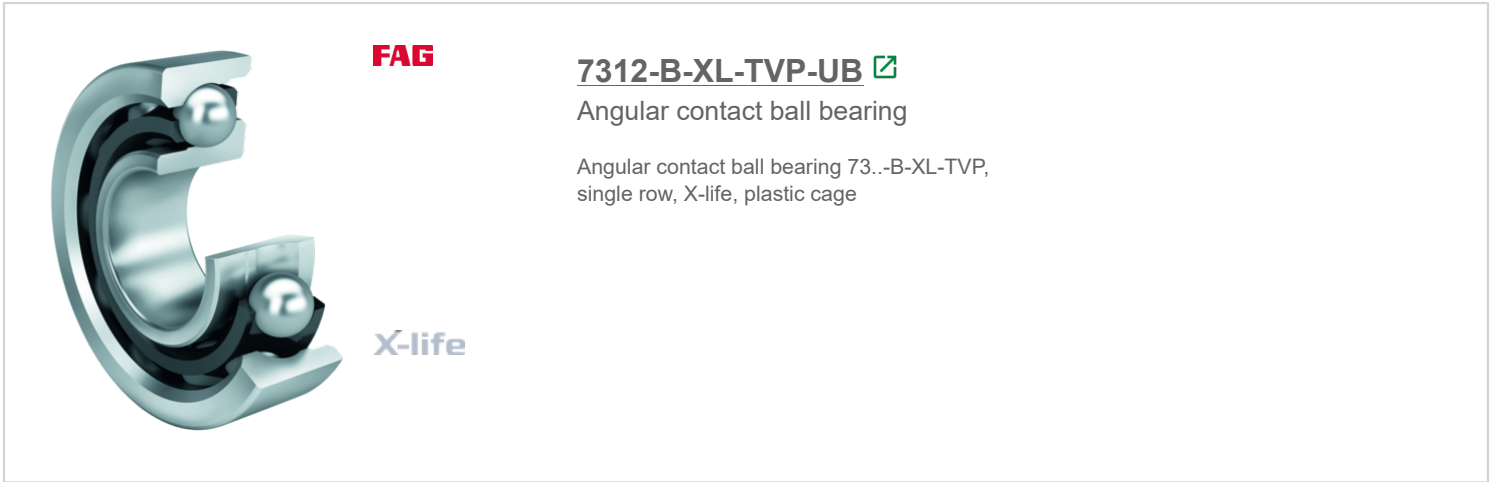 FAG
7312-B-XL-TVP-UB
Angular contact ball bearing
Angular contact ball bearing 73..-B-XL-TVP,
single row, X-life, plastic cage
X-life